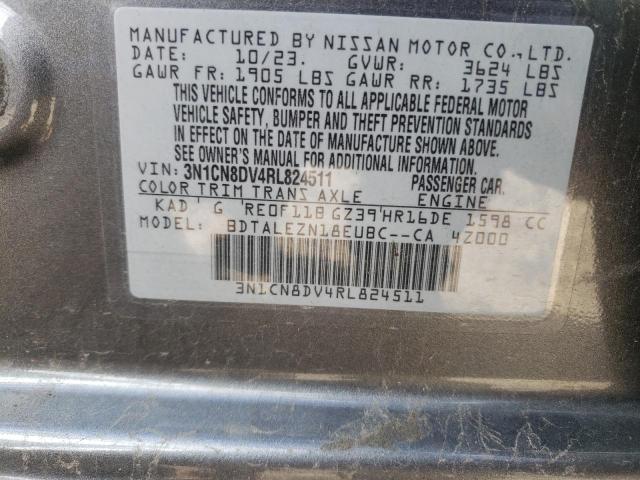 MANUFACTURED BY NISSAN MOTOR CO., LTD.
DATE: 10/23. GVWR: 3624 LBS
GAWR FR: 1905 LBS GAWR RR: 1735 LBS
THIS VEHICLE CONFORMS TO ALL APPLICABLE FEDERAL MOTOR
VEHICLE SAFETY, BUMPER AND THEFT PREVENTION STANDARDS
IN EFFECT ON THE DATE OF MANUFACTURE SHOWN ABOVE.
SEE OWNER'S MANUAL FOR ADDITIONAL INFORMATION.
VIN: 3N1CN8DV4RL824511 PASSENGER CAR.
COLOR TRIM TRANS AXLE ENGINE
KAD G RE0F11B GZ39 HR16DE 1598 CC
MODEL: BDTALEZN18EUBC--CA 4Z000
3N1CN8DV4RL824511